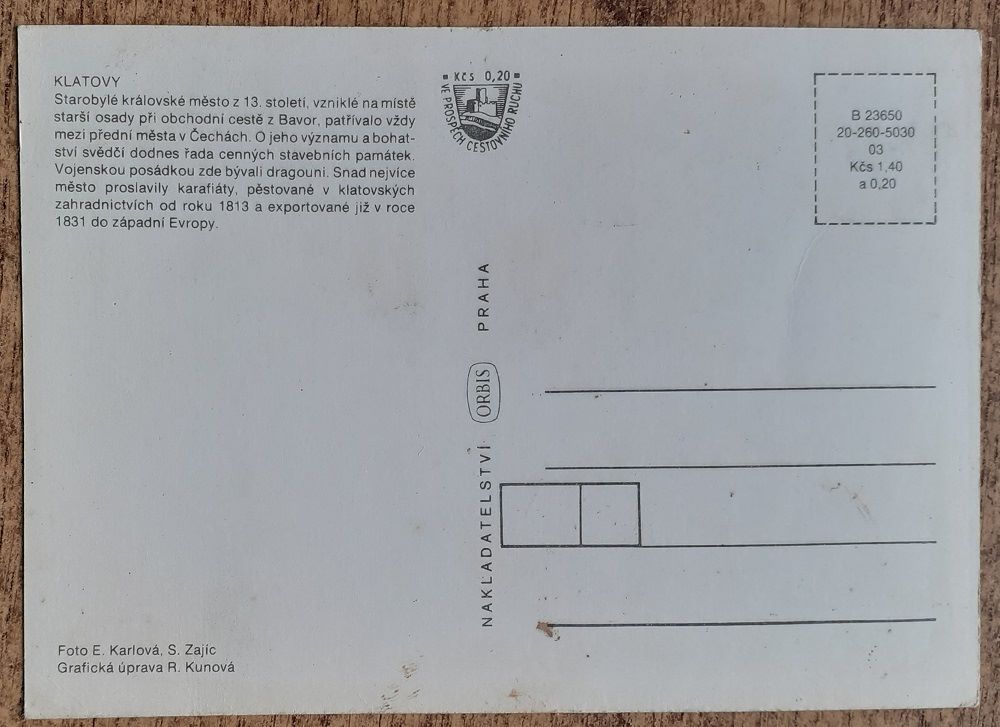 KLATOVY
Starobylé královské město z 13. století, vzniklé na místě
starší osady při obchodní cestě z Bavor, patřívalo vždy
mezi přední města v Čechách. O jeho významu a bohat-
ství svědčí dodnes řada cenných stavebních památek.
Vojenskou posádkou zde bývali dragouni. Snad nejvíce
město proslavily karafiáty, pěstované v klatovských
zahradnictvích od roku 1813 a exportované již v roce
1831 do západní Evropy.
Kčs 0,20
VE PROSPĚCH CESTOVNÍHO RUCHU
B 23650
20-260-5030
03
Kčs 1,40
a 0,20
NAKLADATELSTVÍ ORBIS PRAHA
Foto E. Karlová, S. Zajíc
Grafická úprava R. Kunová